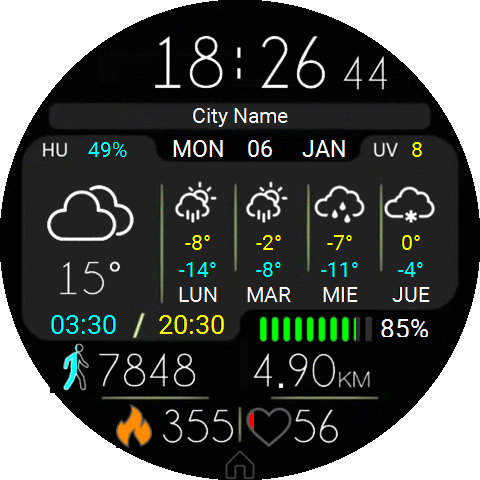 18:26 44
City Name
HU 49% MON 06 JAN UV 8
-8° -2° -7° 0°
15° -14° -8° -11° -4°
LUN MAR MIE JUE
03:30 / 20:30 85%
7848 4.90KM
355 56